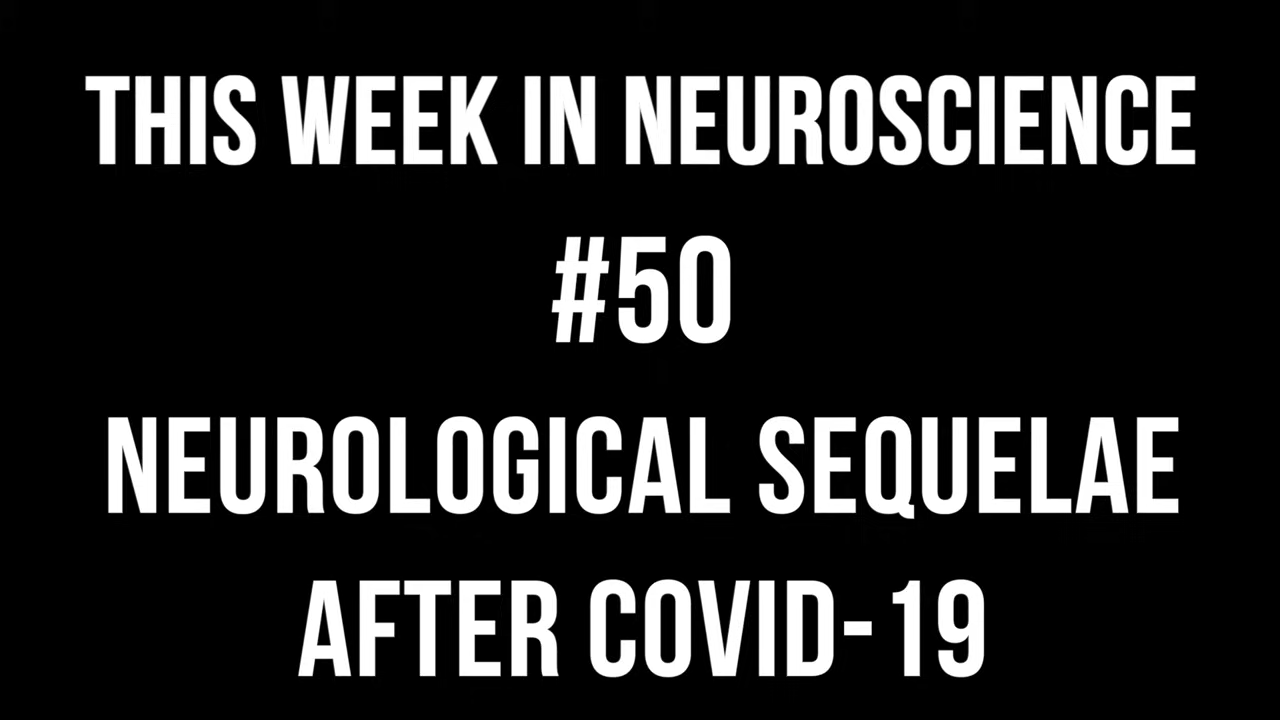 THIS WEEK IN NEUROSCIENCE
#50
NEUROLOGICAL SEQUELAE
AFTER COVID-19